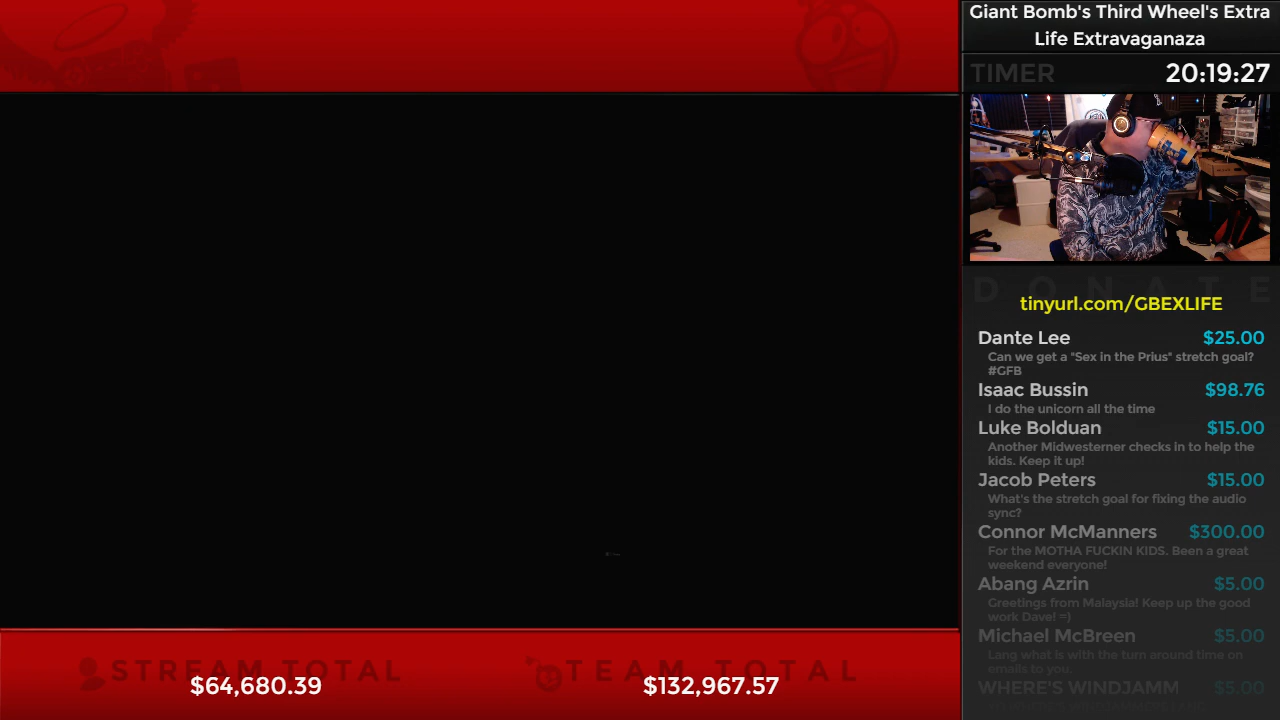 Giant Bomb's Third Wheel's Extra
Life Extravaganaza
TIMER
20:19:27
DONATE
tinyurl.com/GBEXLIFE
Dante Lee $25.00
Can we get a "Sex in the Prius" stretch goal?
#GFB
Isaac Bussin $98.76
I do the unicorn all the time
Luke Bolduan $15.00
Another Midwesterner checks in to help the
kids. Keep it up!
Jacob Peters $15.00
What's the stretch goal for fixing the audio
sync?
Connor McManners $300.00
For the MOTHA FUCKIN KIDS. Been a great
weekend everyone!
Abang Azrin $5.00
Greetings from Malaysia! Keep up the good
work Dave! =)
Michael McBreen $5.00
Lang what is with the turn around time on
emails to you
WHERE'S WINDJAMM $5.00
STREAM TOTAL
$64,680.39
TEAM TOTAL
$132,967.57